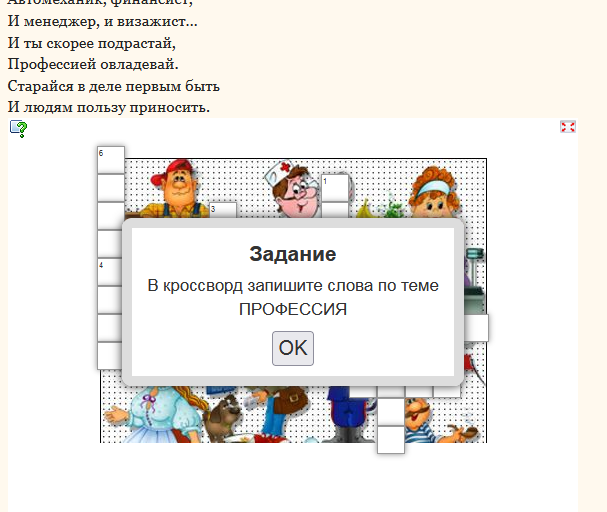 Автомеханик, финансист,
И менеджер, и визажист...
И ты скорее подрастай,
Профессией овладевай.
Старайся в деле первым быть
И людям пользу приносить.
6
1
3
4
Задание
В кроссворд запишите слова по теме
ПРОФЕССИЯ
OK